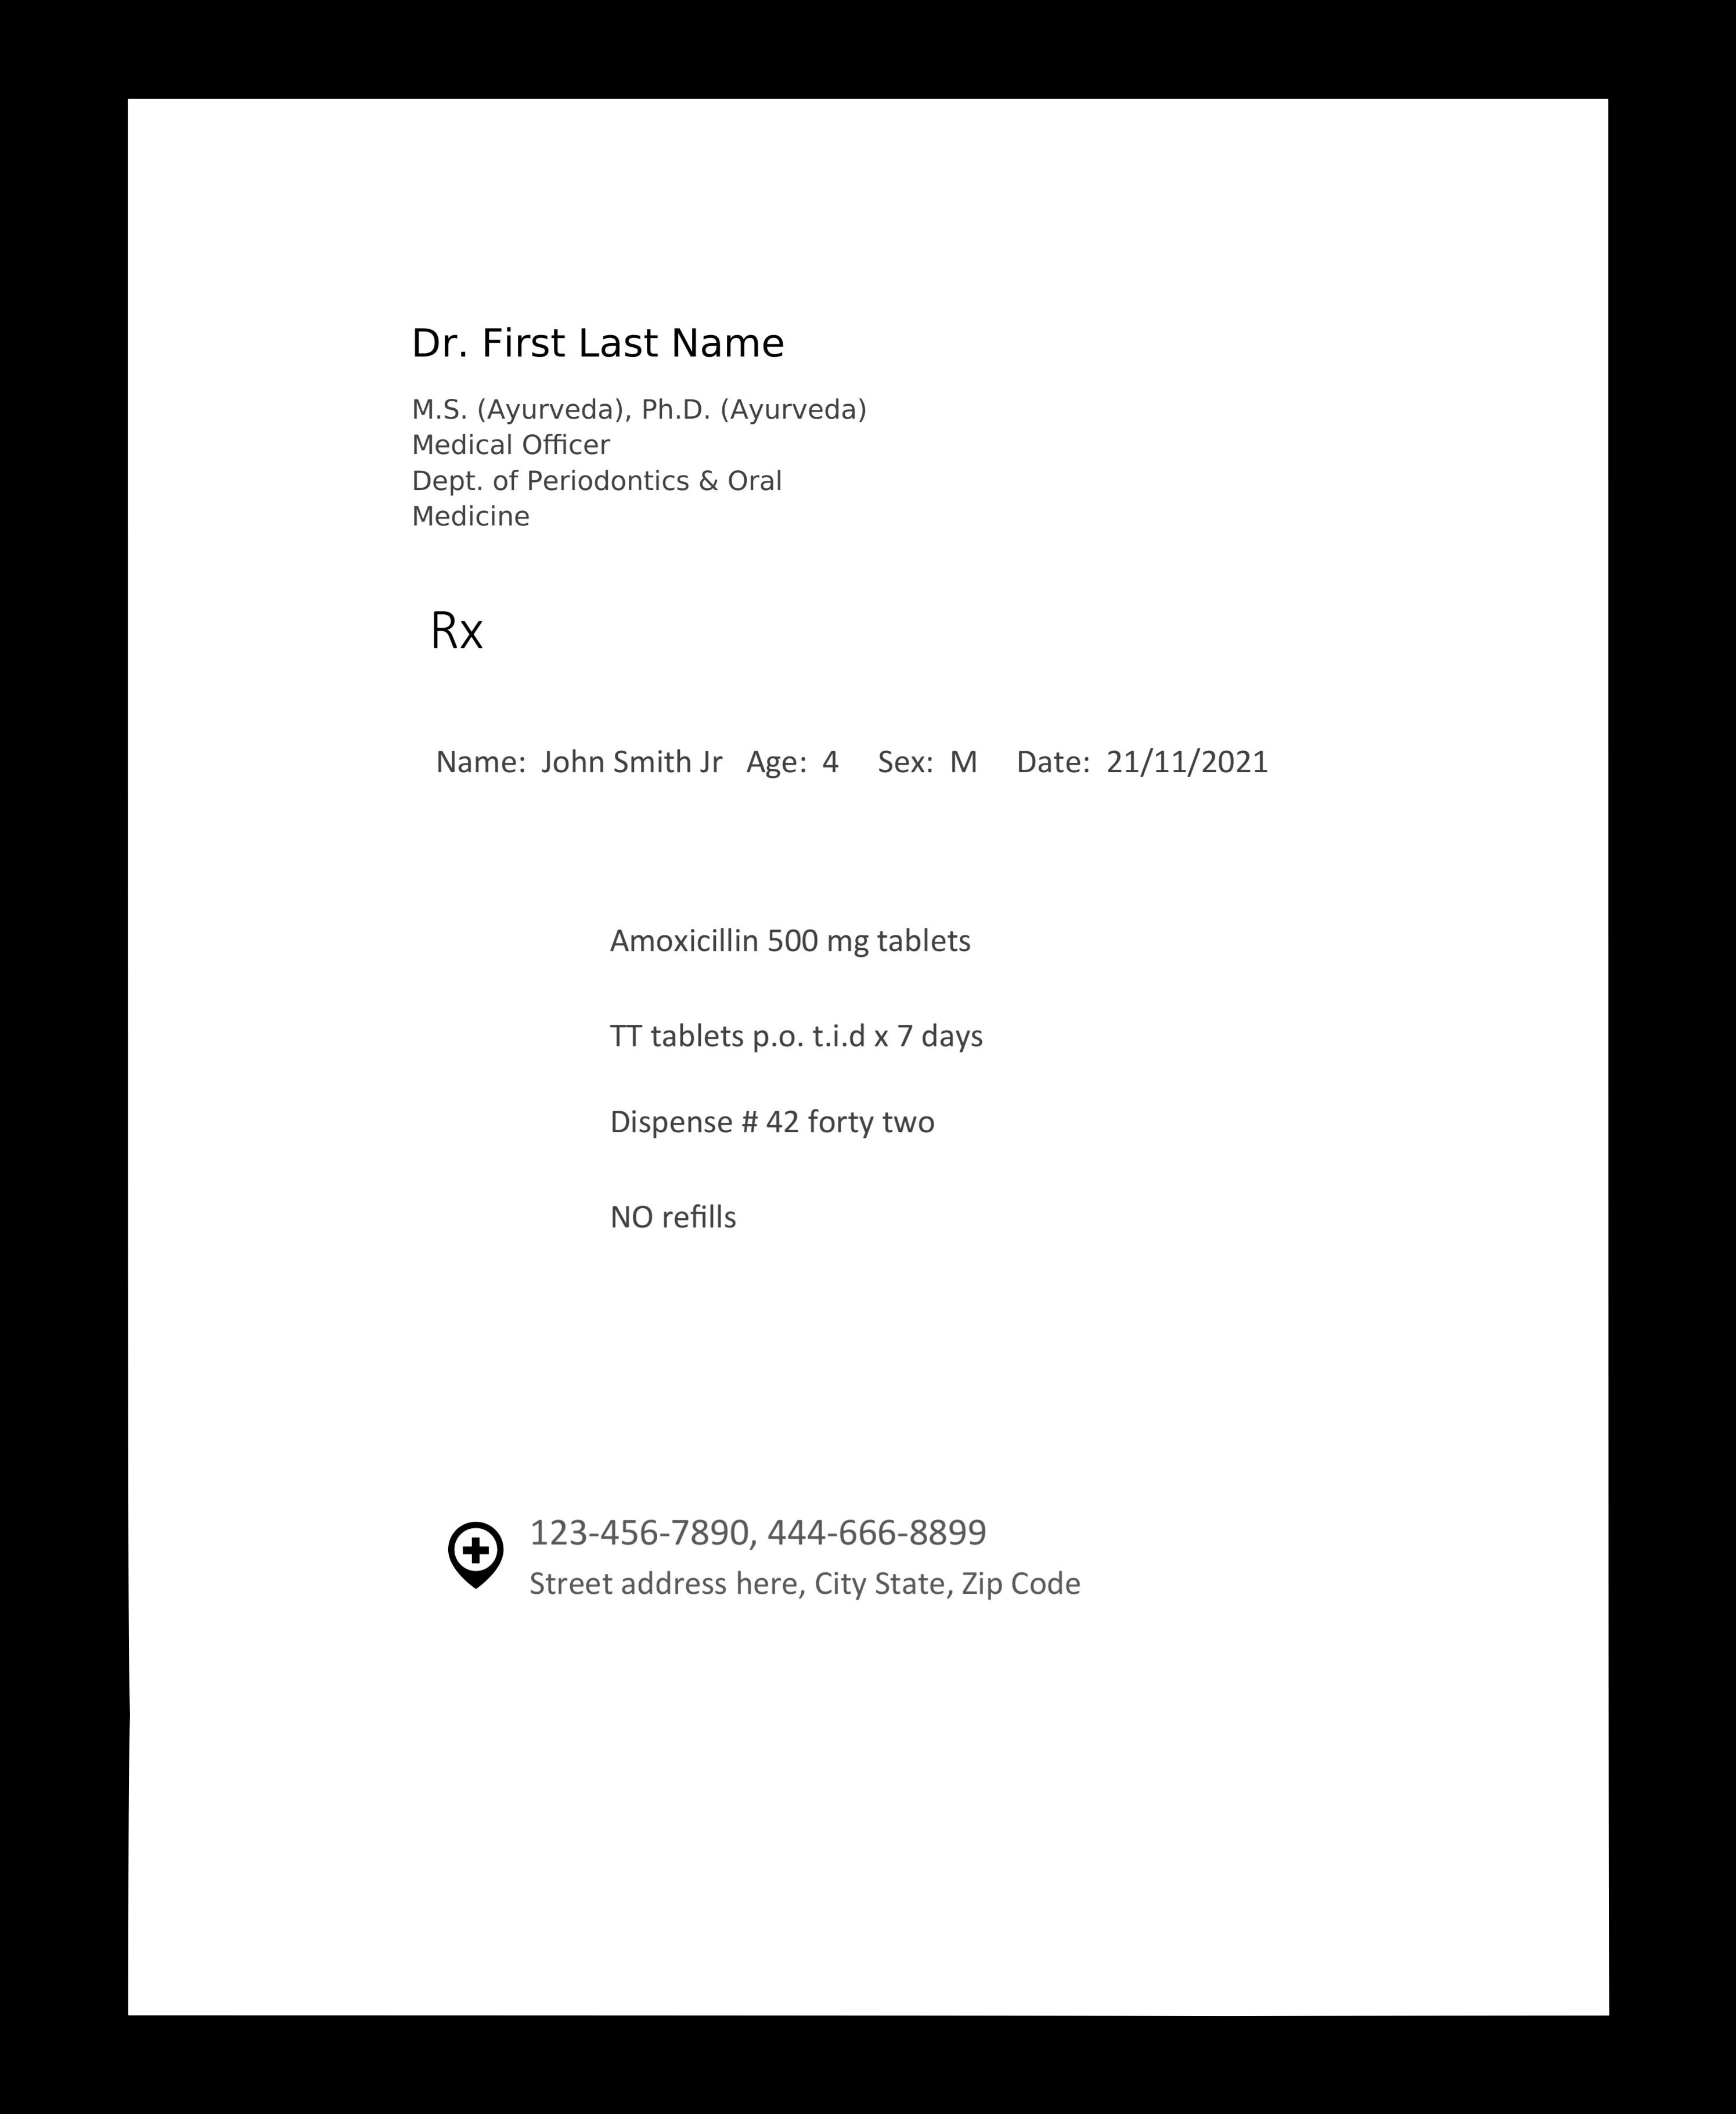 Dr. First Last Name
M.S. (Ayurveda), Ph.D. (Ayurveda)
Medical Officer
Dept. of Periodontics & Oral
Medicine
Rx
Name: John Smith Jr Age: 4 Sex: M Date: 21/11/2021
Amoxicillin 500 mg tablets
TT tablets p.o. t.i.d x 7 days
Dispense # 42 forty two
NO refills
123-456-7890, 444-666-8899
Street address here, City State, Zip Code